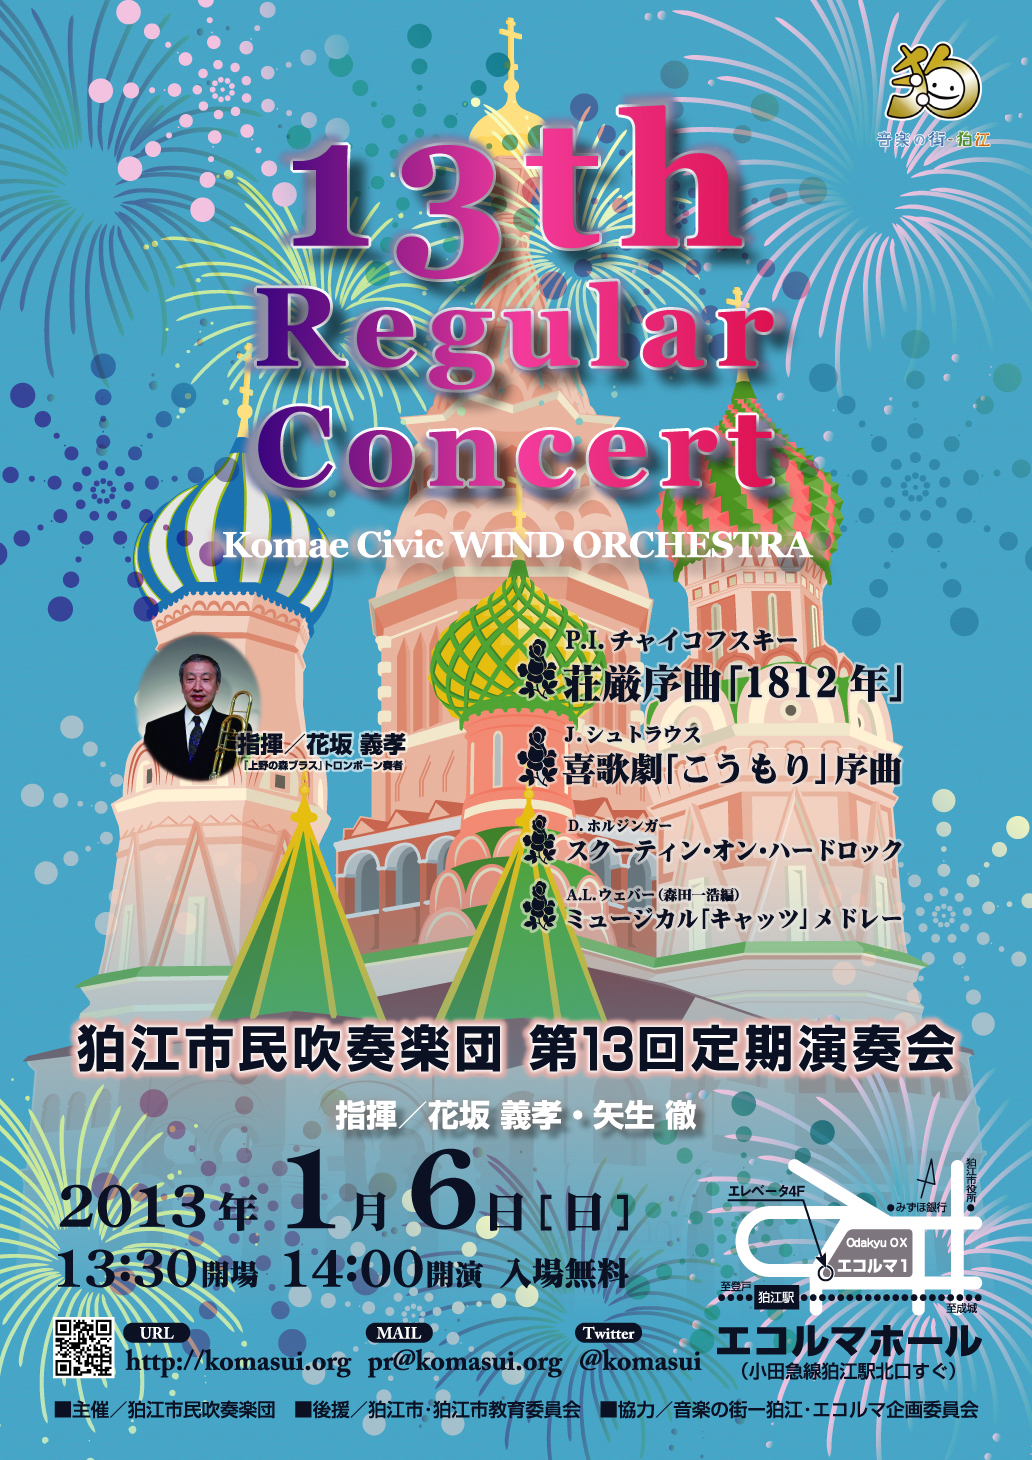 音楽の街-狛江
13th
Regular
Concert
Komae Civic WIND ORCHESTRA
P.I. チャイコフスキー
荘厳序曲「1812 年」
J. シュトラウス
喜歌劇「こうもり」序曲
D. ホルジンガー
スクーティン・オン・ハードロック
A.L. ウェバー(森田一浩編)
ミュージカル「キャッツ」メドレー
指揮／花坂 義孝
『上野の森ブラス』トロンボーン奏者
狛江市民吹奏楽団 第13回定期演奏会
指揮／花坂 義孝・矢生 徹
2013年 1月6日[日]
13:30開場 14:00開演 入場無料
URL
http://komasui.org
MAIL
pr@komasui.org
Twitter
@komasui
エレベータ4F
みずほ銀行
狛江市役所
Odakyu OX
エコルマ1
至登戸
狛江駅
至成城
エコルマホール
(小田急線狛江駅北口すぐ)
■主催／狛江市民吹奏楽団 ■後援／狛江市・狛江市教育委員会 ■協力／音楽の街ー狛江・エコルマ企画委員会